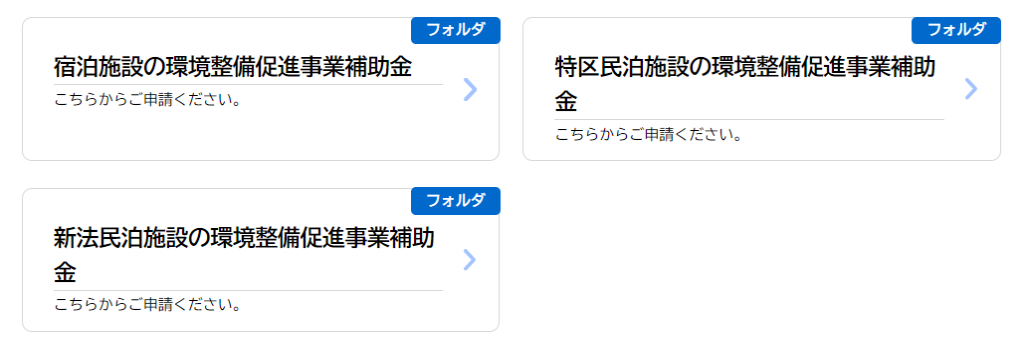 フォルダ
宿泊施設の環境整備促進事業補助金
こちらからご申請ください。
フォルダ
特区民泊施設の環境整備促進事業補助
金
こちらからご申請ください。
フォルダ
新法民泊施設の環境整備促進事業補助
金
こちらからご申請ください。